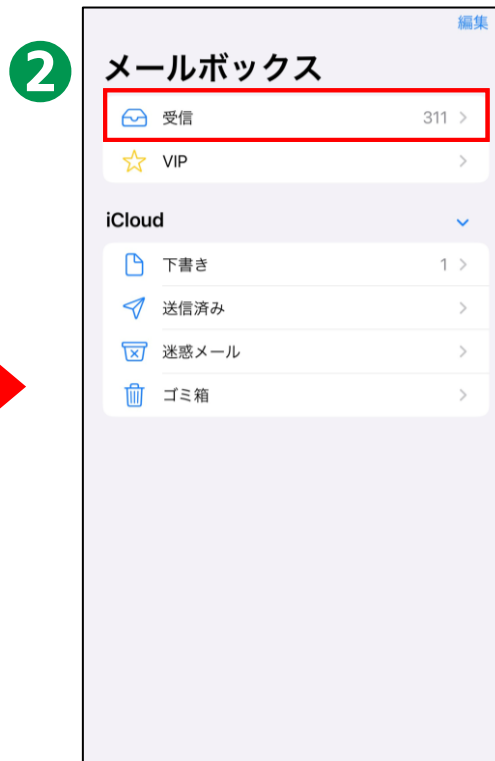 編集
2
メールボックス
受信 311
VIP
iCloud
下書き 1
送信済み
迷惑メール
ゴミ箱